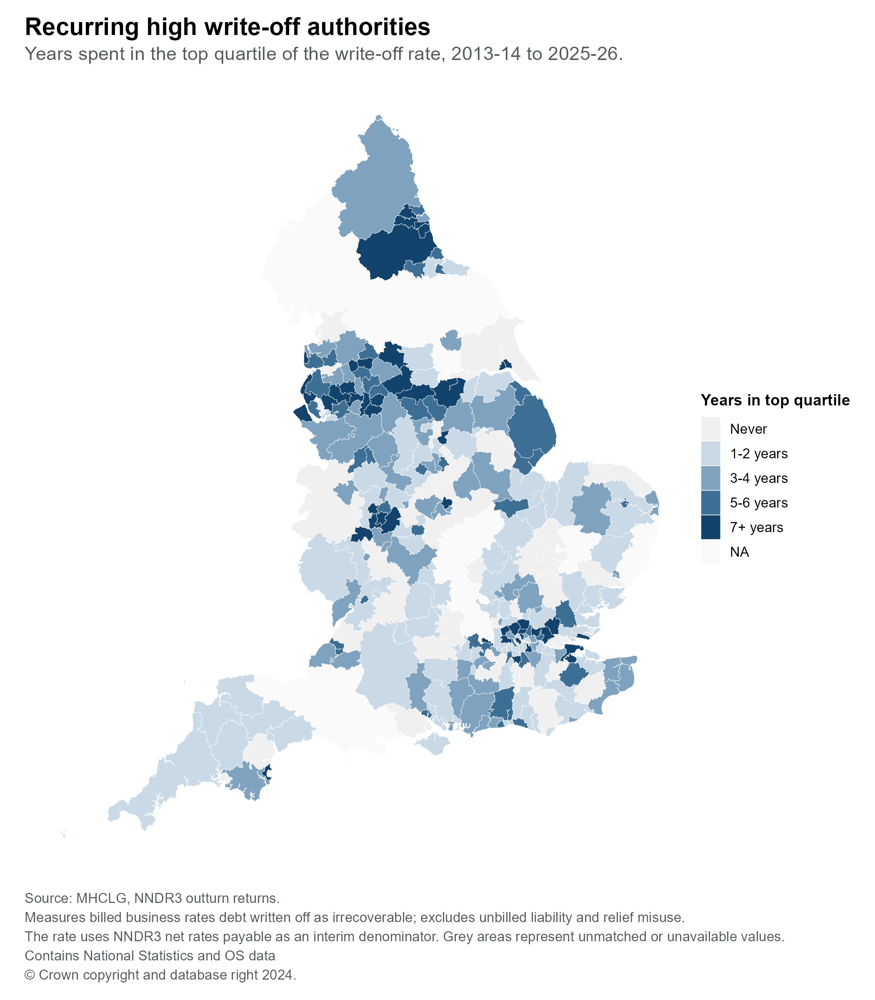 Recurring high write-off authorities
Years spent in the top quartile of the write-off rate, 2013-14 to 2025-26.
Years in top quartile
Never
1-2 years
3-4 years
5-6 years
7+ years
NA
Source: MHCLG, NNDR3 outturn returns.
Measures billed business rates debt written off as irrecoverable; excludes unbilled liability and relief misuse.
The rate uses NNDR3 net rates payable as an interim denominator. Grey areas represent unmatched or unavailable values.
Contains National Statistics and OS data
© Crown copyright and database right 2024.